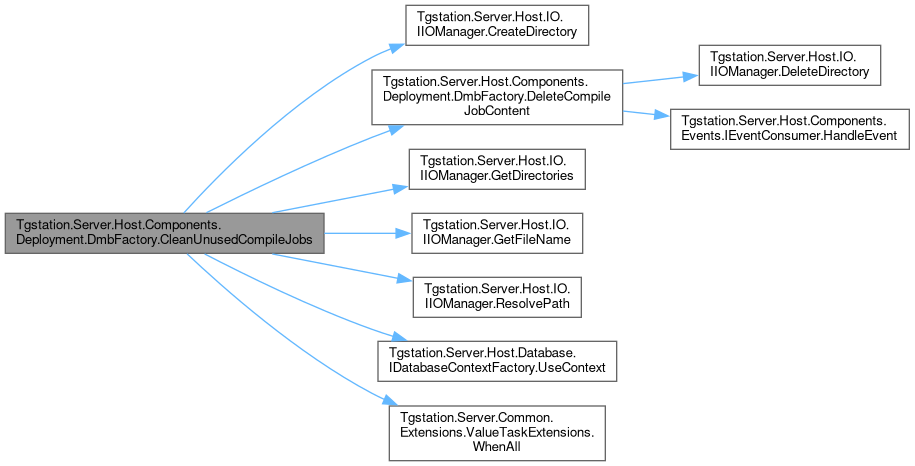 Tgstation.Server.Host.IO.
IIOManager.CreateDirectory
Tgstation.Server.Host.Components.
Deployment.DmbFactory.DeleteCompile
JobContent
Tgstation.Server.Host.IO.
IIOManager.DeleteDirectory
Tgstation.Server.Host.Components.
Events.IEventConsumer.HandleEvent
Tgstation.Server.Host.IO.
IIOManager.GetDirectories
Tgstation.Server.Host.Components.
Deployment.DmbFactory.CleanUnusedCompileJobs
Tgstation.Server.Host.IO.
IIOManager.GetFileName
Tgstation.Server.Host.IO.
IIOManager.ResolvePath
Tgstation.Server.Host.Database.
IDatabaseContextFactory.UseContext
Tgstation.Server.Common.
Extensions.ValueTaskExtensions.
WhenAll